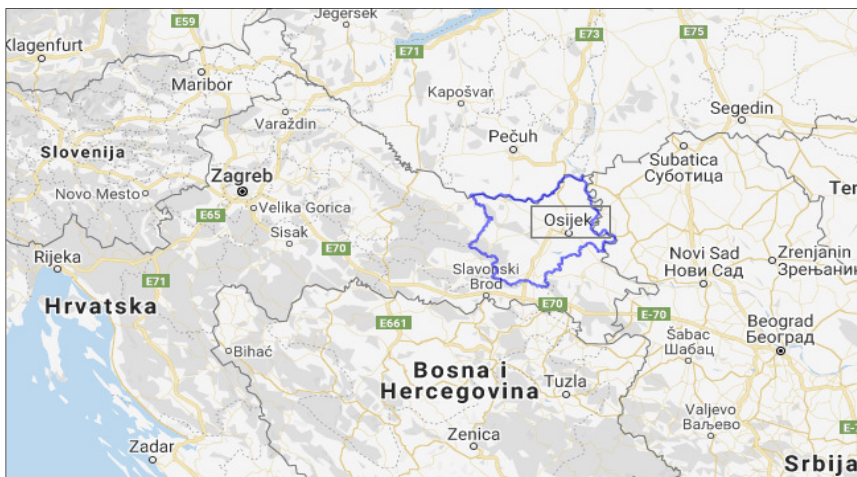 E59
Jegersek
E73
E75
Klagenfurt
E71
Maribor
Kapošvar
Varaždin
Segedin
Pečuh
Slovenija
Subatica
Суботица
Zagreb
Novo Mesto
Velika Gorica
E65
Osijek
Sisak
E70
Rijeka
Novi Sad
Нови Сад
Zrenjanin
Зрењанин
E71
Slavonski
Brod
Hrvatska
E70
E-70
E661
Beograd
Београд
Šabac
Шабац
Bihać
Bosna i
Hercegovina
Tuzla
Valjevo
Ваљево
Zenica
Zadar
Srbija